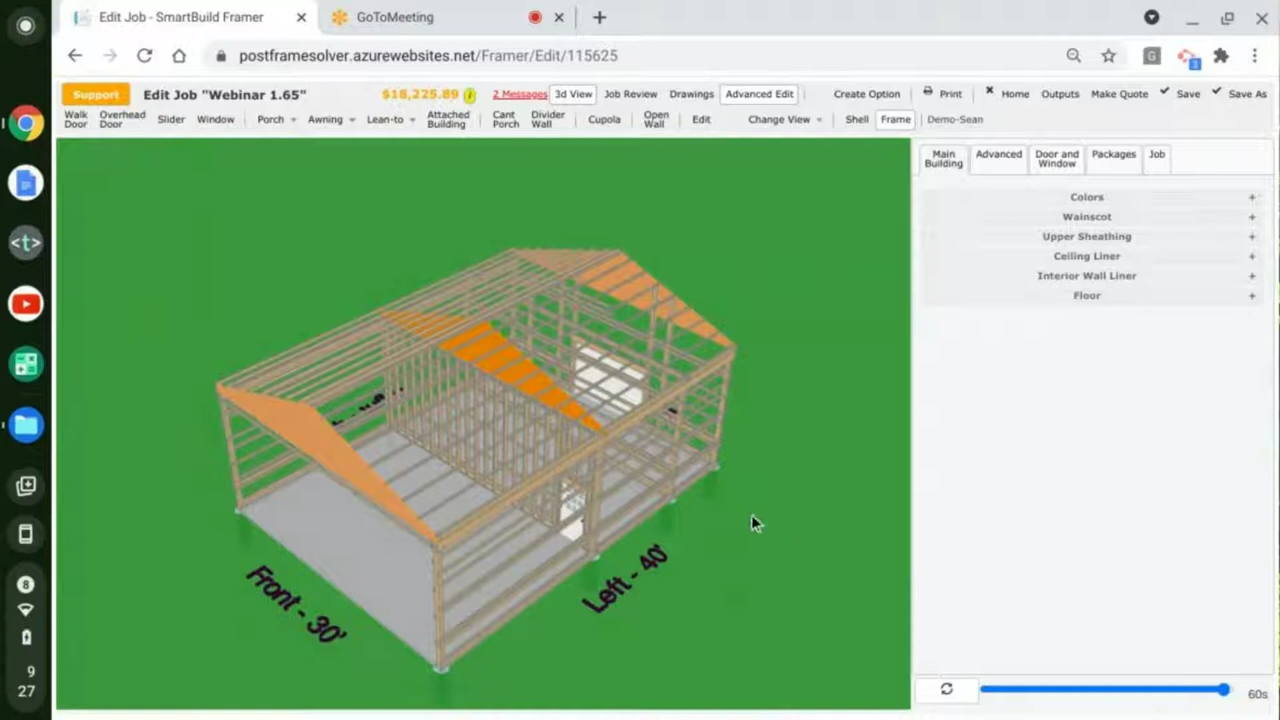 Edit Job - SmartBuild Framer
GoToMeeting
postframesolver.azurewebsites.net/Framer/Edit/115625
G
3
Support
Edit Job "Webinar 1.65"
$18,225.89
2 Messages
3d View
Job Review
Drawings
Advanced Edit
Create Option
Print
Home
Outputs
Make Quote
Save
Save As
Walk Door
Overhead Door
Slider
Window
Porch
Awning
Lean-to
Attached Building
Cant Porch
Divider Wall
Cupola
Open Wall
Edit
Change View
Shell
Frame
Demo-Sean
Main Building
Advanced
Door and Window
Packages
Job
Colors +
Wainscot +
Upper Sheathing +
Ceiling Liner +
Interior Wall Liner +
Floor +
Front - 30'
Left - 40'
60s
<t>
8
9
27